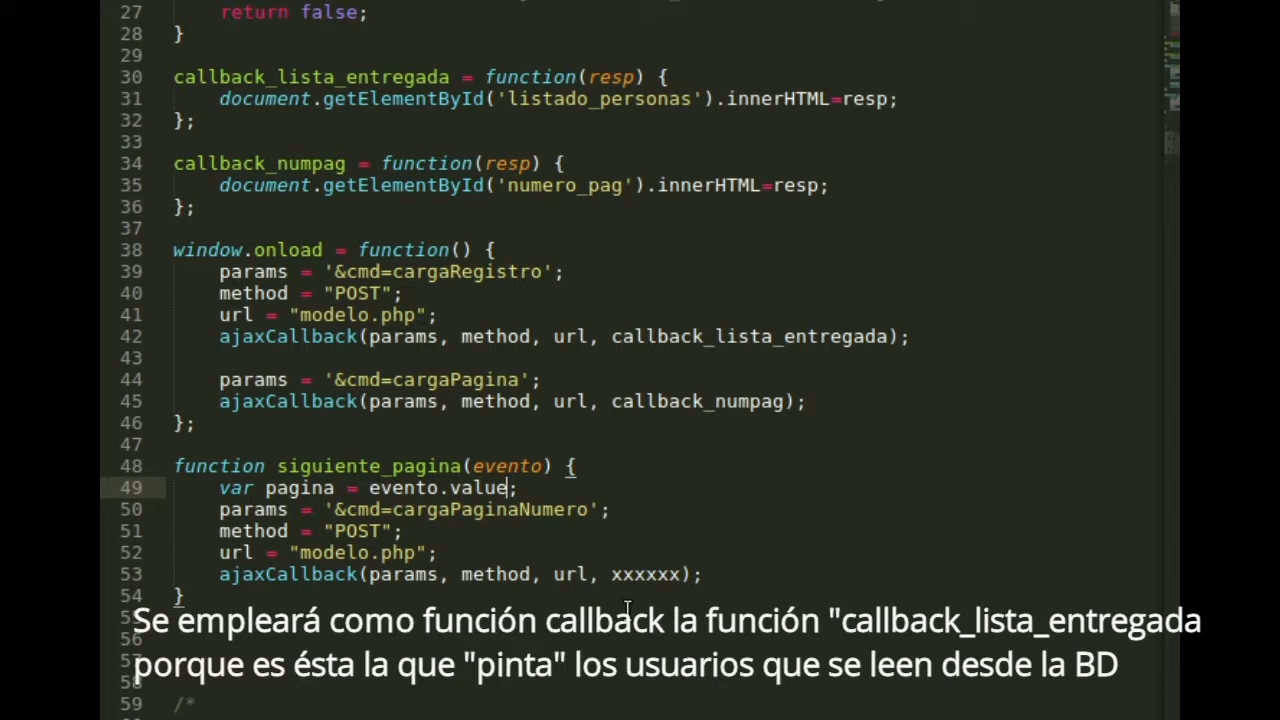 27 return false;
28 }
29
30 callback_lista_entregada = function(resp) {
31 document.getElementById('listado_personas').innerHTML=resp;
32 };
33
34 callback_numpag = function(resp) {
35 document.getElementById('numero_pag').innerHTML=resp;
36 };
37
38 window.onload = function() {
39 params = '&cmd=cargaRegistro';
40 method = "POST";
41 url = "modelo.php";
42 ajaxCallback(params, method, url, callback_lista_entregada);
43
44 params = '&cmd=cargaPagina';
45 ajaxCallback(params, method, url, callback_numpag);
46 };
47
48 function siguiente_pagina(evento) {
49 var pagina = evento.value;
50 params = '&cmd=cargaPaginaNumero';
51 method = "POST";
52 url = "modelo.php";
53 ajaxCallback(params, method, url, xxxxxx);
54 }
Se empleará como función callback la función "callback_lista_entregada
56
porque es ésta la que "pinta" los usuarios que se leen desde la BD
59 /*